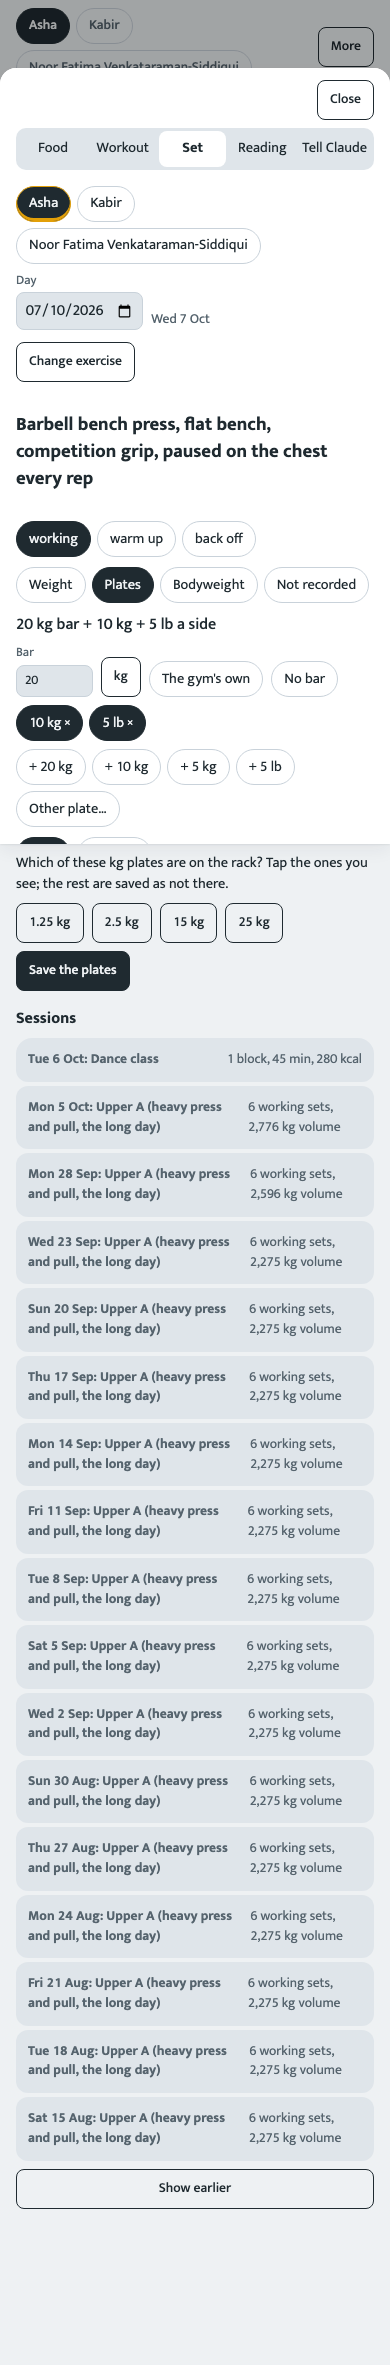 Asha
Kabir
Noor Fatima Venkataraman-Siddiqui
More
Close
Food Workout Set Reading Tell Claude
Asha Kabir
Noor Fatima Venkataraman-Siddiqui
Day
07/10/2026 Wed 7 Oct
Change exercise
Barbell bench press, flat bench,
competition grip, paused on the chest
every rep
working warm up back off
Weight Plates Bodyweight Not recorded
20 kg bar + 10 kg + 5 lb a side
Bar
20 kg The gym's own No bar
10 kg × 5 lb ×
+ 20 kg + 10 kg + 5 kg + 5 lb
Other plate…
Which of these kg plates are on the rack? Tap the ones you
see; the rest are saved as not there.
1.25 kg 2.5 kg 15 kg 25 kg
Save the plates
Sessions
Tue 6 Oct: Dance class 1 block, 45 min, 280 kcal
Mon 5 Oct: Upper A (heavy press 6 working sets,
and pull, the long day) 2,776 kg volume
Mon 28 Sep: Upper A (heavy press 6 working sets,
and pull, the long day) 2,596 kg volume
Wed 23 Sep: Upper A (heavy press 6 working sets,
and pull, the long day) 2,275 kg volume
Sun 20 Sep: Upper A (heavy press 6 working sets,
and pull, the long day) 2,275 kg volume
Thu 17 Sep: Upper A (heavy press 6 working sets,
and pull, the long day) 2,275 kg volume
Mon 14 Sep: Upper A (heavy press 6 working sets,
and pull, the long day) 2,275 kg volume
Fri 11 Sep: Upper A (heavy press 6 working sets,
and pull, the long day) 2,275 kg volume
Tue 8 Sep: Upper A (heavy press 6 working sets,
and pull, the long day) 2,275 kg volume
Sat 5 Sep: Upper A (heavy press 6 working sets,
and pull, the long day) 2,275 kg volume
Wed 2 Sep: Upper A (heavy press 6 working sets,
and pull, the long day) 2,275 kg volume
Sun 30 Aug: Upper A (heavy press 6 working sets,
and pull, the long day) 2,275 kg volume
Thu 27 Aug: Upper A (heavy press 6 working sets,
and pull, the long day) 2,275 kg volume
Mon 24 Aug: Upper A (heavy press 6 working sets,
and pull, the long day) 2,275 kg volume
Fri 21 Aug: Upper A (heavy press 6 working sets,
and pull, the long day) 2,275 kg volume
Tue 18 Aug: Upper A (heavy press 6 working sets,
and pull, the long day) 2,275 kg volume
Sat 15 Aug: Upper A (heavy press 6 working sets,
and pull, the long day) 2,275 kg volume
Show earlier